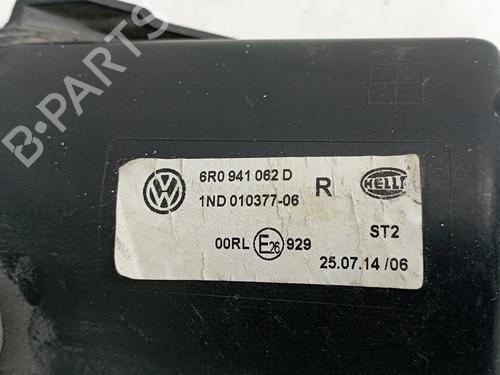 6R0 941 062 D
1ND 010377-06
R
HELLA
ST2
00RL E26 929
25.07.14 /06
B-PARTS